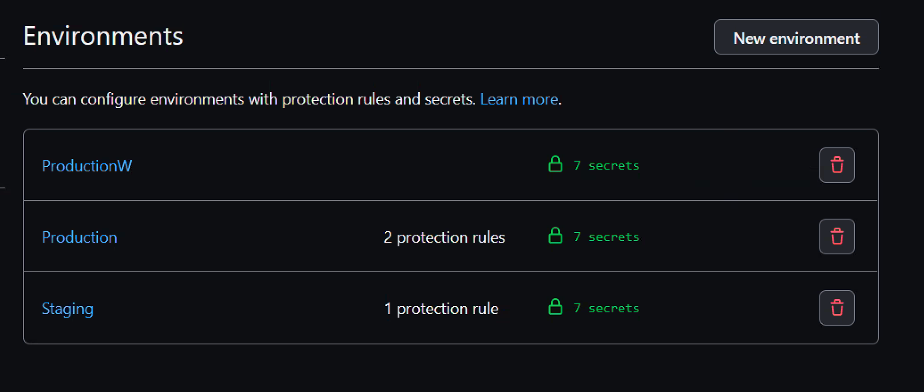 Environments
New environment
You can configure environments with protection rules and secrets. Learn more.
ProductionW 7 secrets
Production 2 protection rules 7 secrets
Staging 1 protection rule 7 secrets